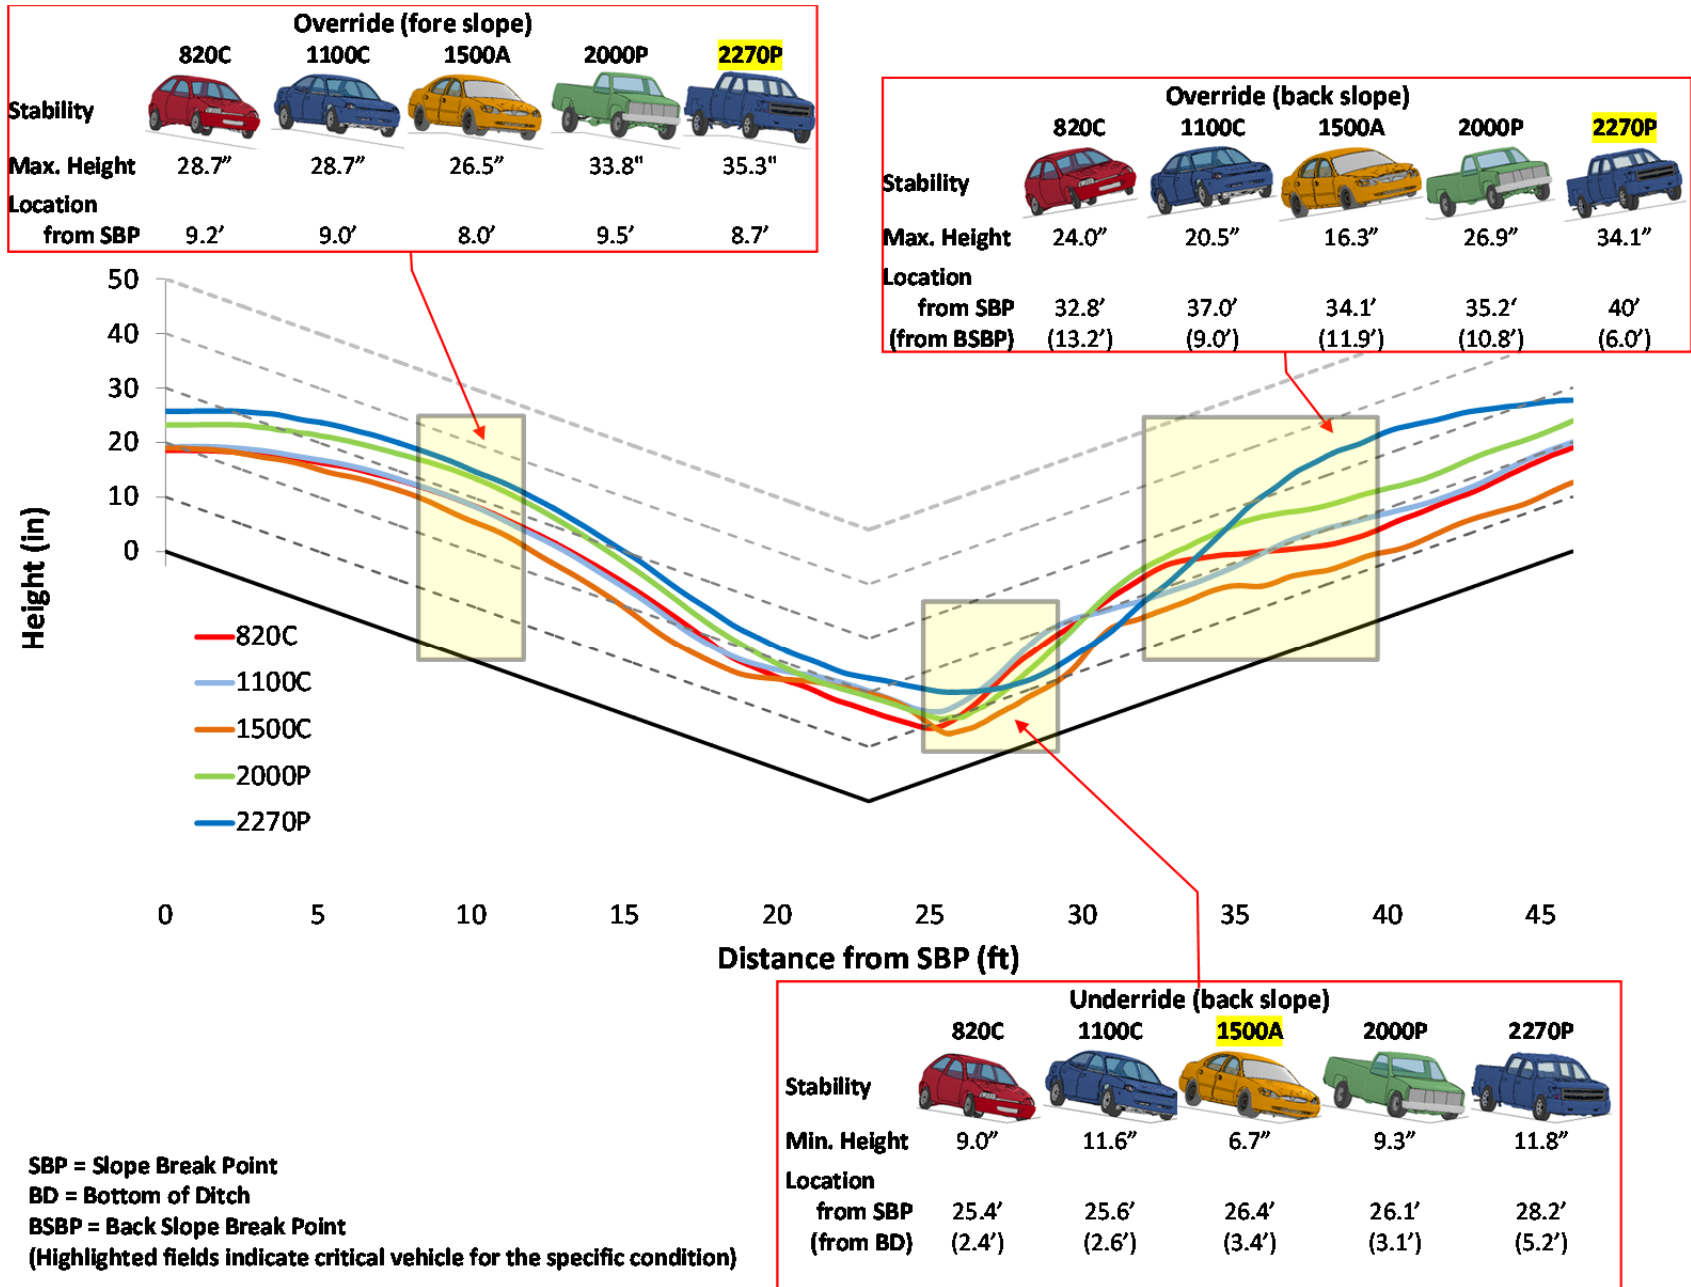 Override (fore slope)
820C 1100C 1500A 2000P 2270P
Stability
Max. Height 28.7” 28.7” 26.5” 33.8" 35.3"
Location
from SBP 9.2’ 9.0’ 8.0’ 9.5’ 8.7’
Override (back slope)
820C 1100C 1500A 2000P 2270P
Stability
Max. Height 24.0” 20.5” 16.3” 26.9” 34.1”
Location
from SBP 32.8’ 37.0’ 34.1’ 35.2‘ 40’
(from BSBP) (13.2’) (9.0’) (11.9’) (10.8’) (6.0’)
50
40
30
20
10
0
Height (in)
820C
1100C
1500C
2000P
2270P
0 5 10 15 20 25 30 35 40 45
Distance from SBP (ft)
Underride (back slope)
820C 1100C 1500A 2000P 2270P
Stability
Min. Height 9.0” 11.6” 6.7” 9.3” 11.8”
Location
from SBP 25.4’ 25.6’ 26.4’ 26.1’ 28.2’
(from BD) (2.4’) (2.6’) (3.4’) (3.1’) (5.2’)
SBP = Slope Break Point
BD = Bottom of Ditch
BSBP = Back Slope Break Point
(Highlighted fields indicate critical vehicle for the specific condition)